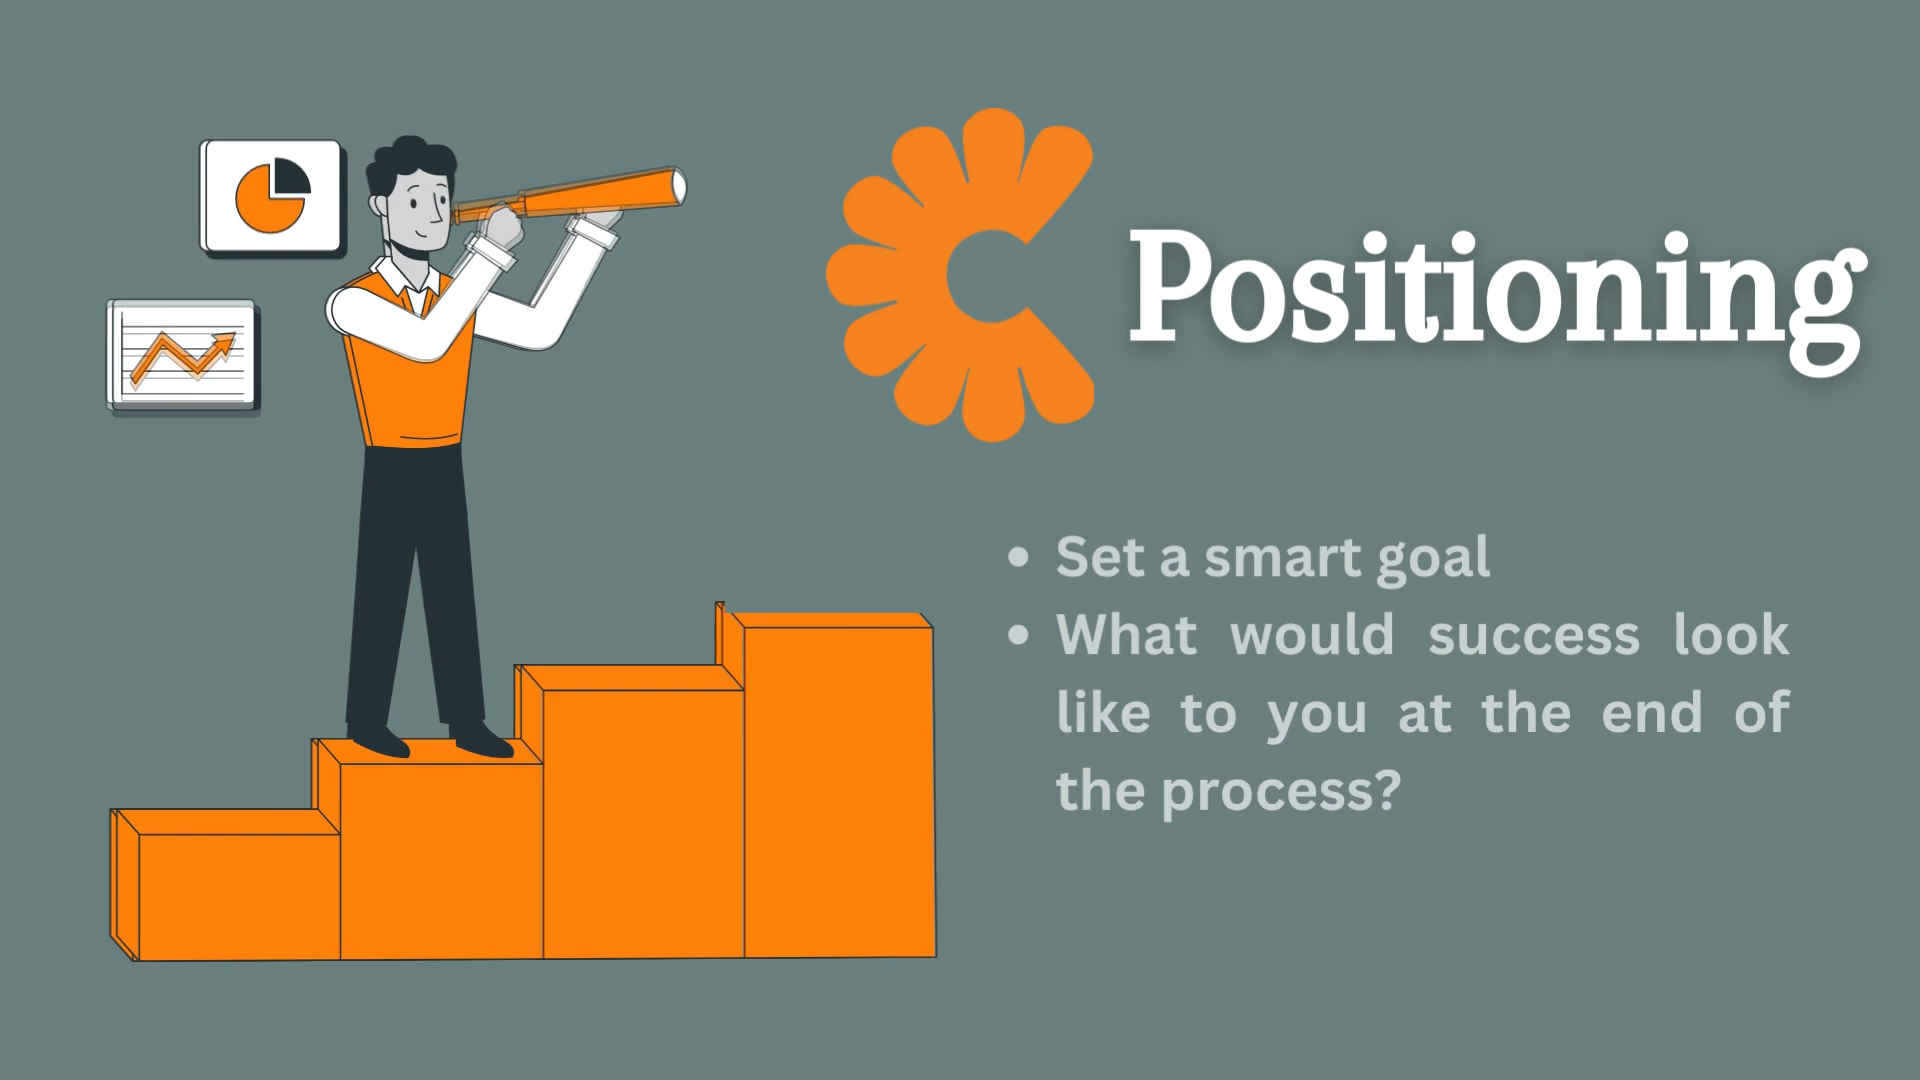 Positioning
• Set a smart goal
• What would success look
like to you at the end of
the process?